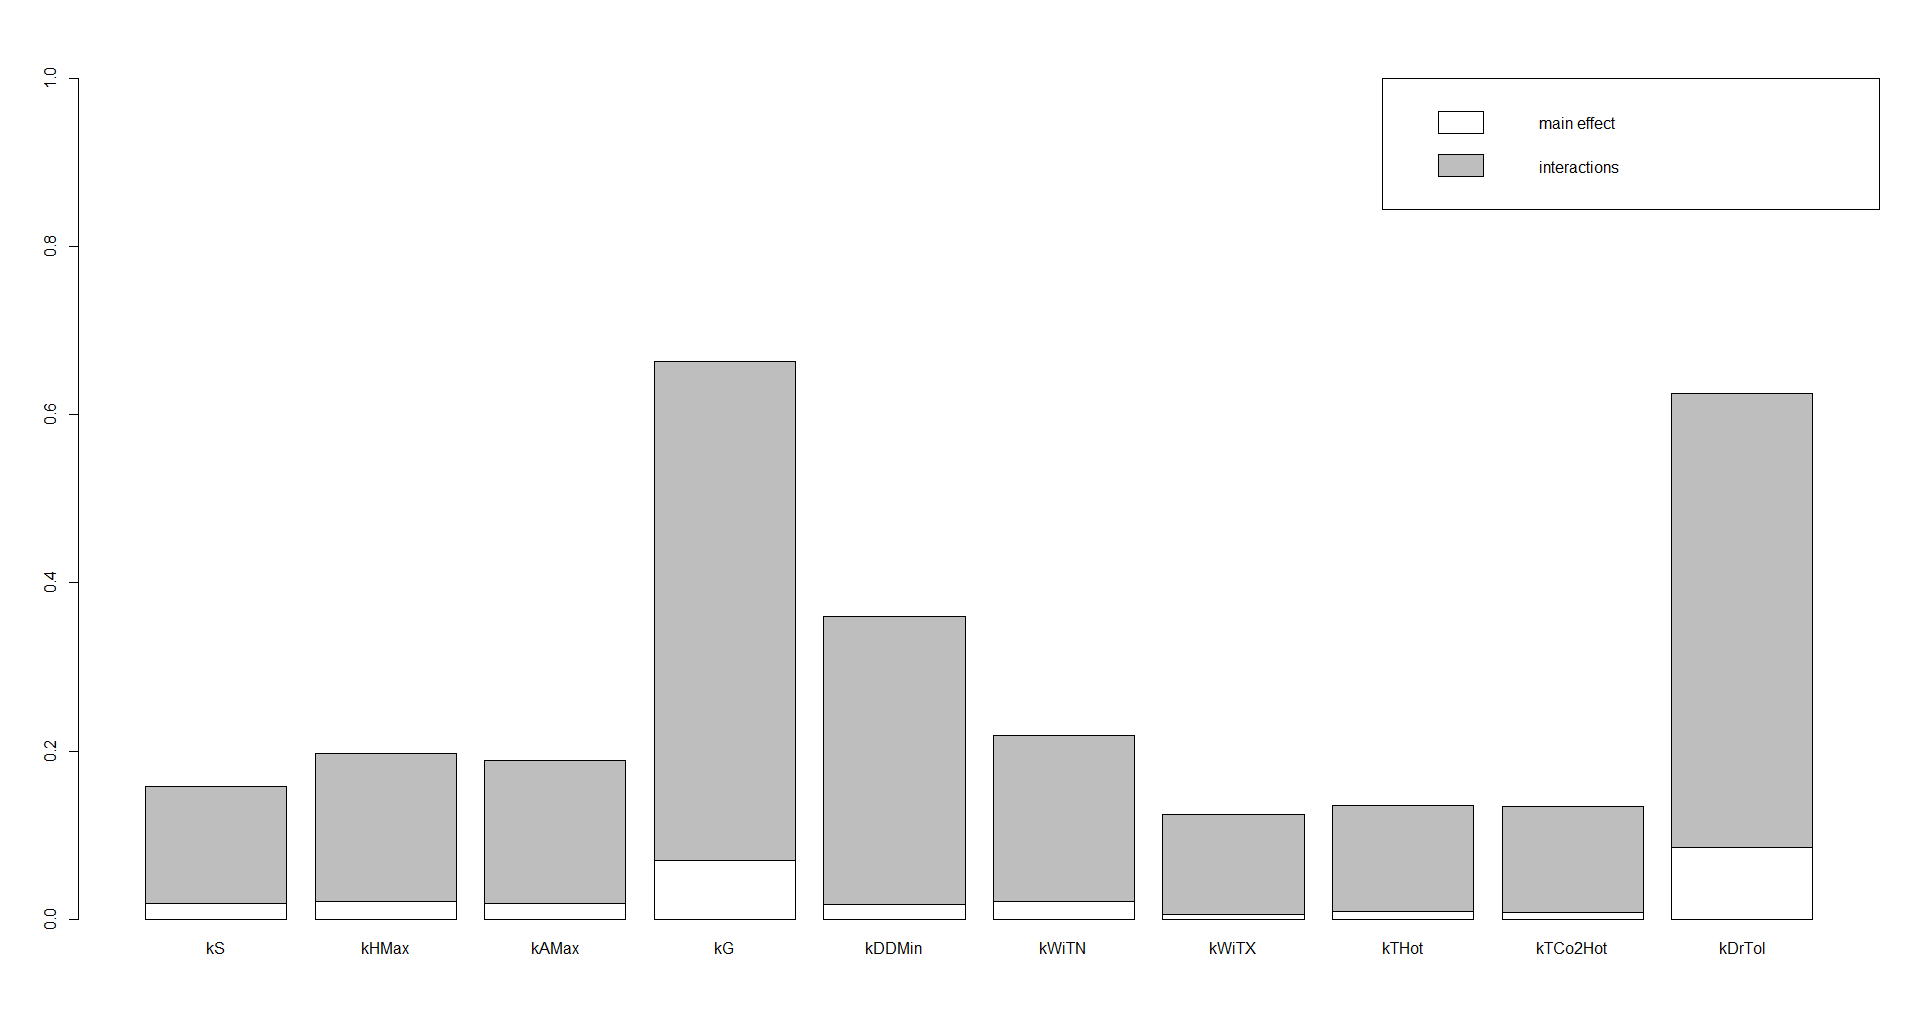 1.0
0.8
0.6
0.4
0.2
0.0
main effect
interactions
kS kHMax kAMax kG kDDMin kWiTN kWiTX kTHot kTCo2Hot kDrTol